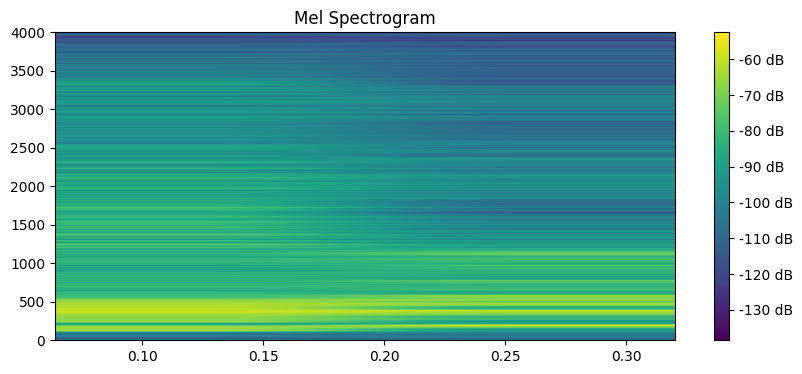 Mel Spectrogram
4000
3500
3000
2500
2000
1500
1000
500
0
0.10 0.15 0.20 0.25 0.30
-60 dB
-70 dB
-80 dB
-90 dB
-100 dB
-110 dB
-120 dB
-130 dB